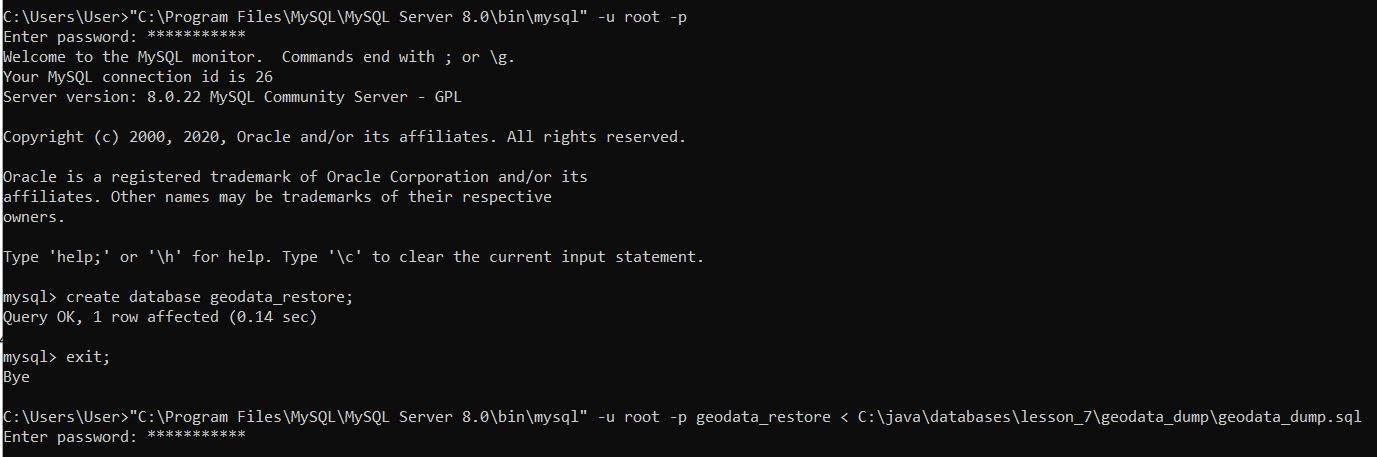 C:\Users\User>"C:\Program Files\MySQL\MySQL Server 8.0\bin\mysql" -u root -p
Enter password: ***********
Welcome to the MySQL monitor.  Commands end with ; or \g.
Your MySQL connection id is 26
Server version: 8.0.22 MySQL Community Server - GPL
Copyright (c) 2000, 2020, Oracle and/or its affiliates. All rights reserved.
Oracle is a registered trademark of Oracle Corporation and/or its
affiliates. Other names may be trademarks of their respective
owners.
Type 'help;' or '\h' for help. Type '\c' to clear the current input statement.
mysql> create database geodata_restore;
Query OK, 1 row affected (0.14 sec)
mysql> exit;
Bye
C:\Users\User>"C:\Program Files\MySQL\MySQL Server 8.0\bin\mysql" -u root -p geodata_restore < C:\java\databases\lesson_7\geodata_dump\geodata_dump.sql
Enter password: ***********